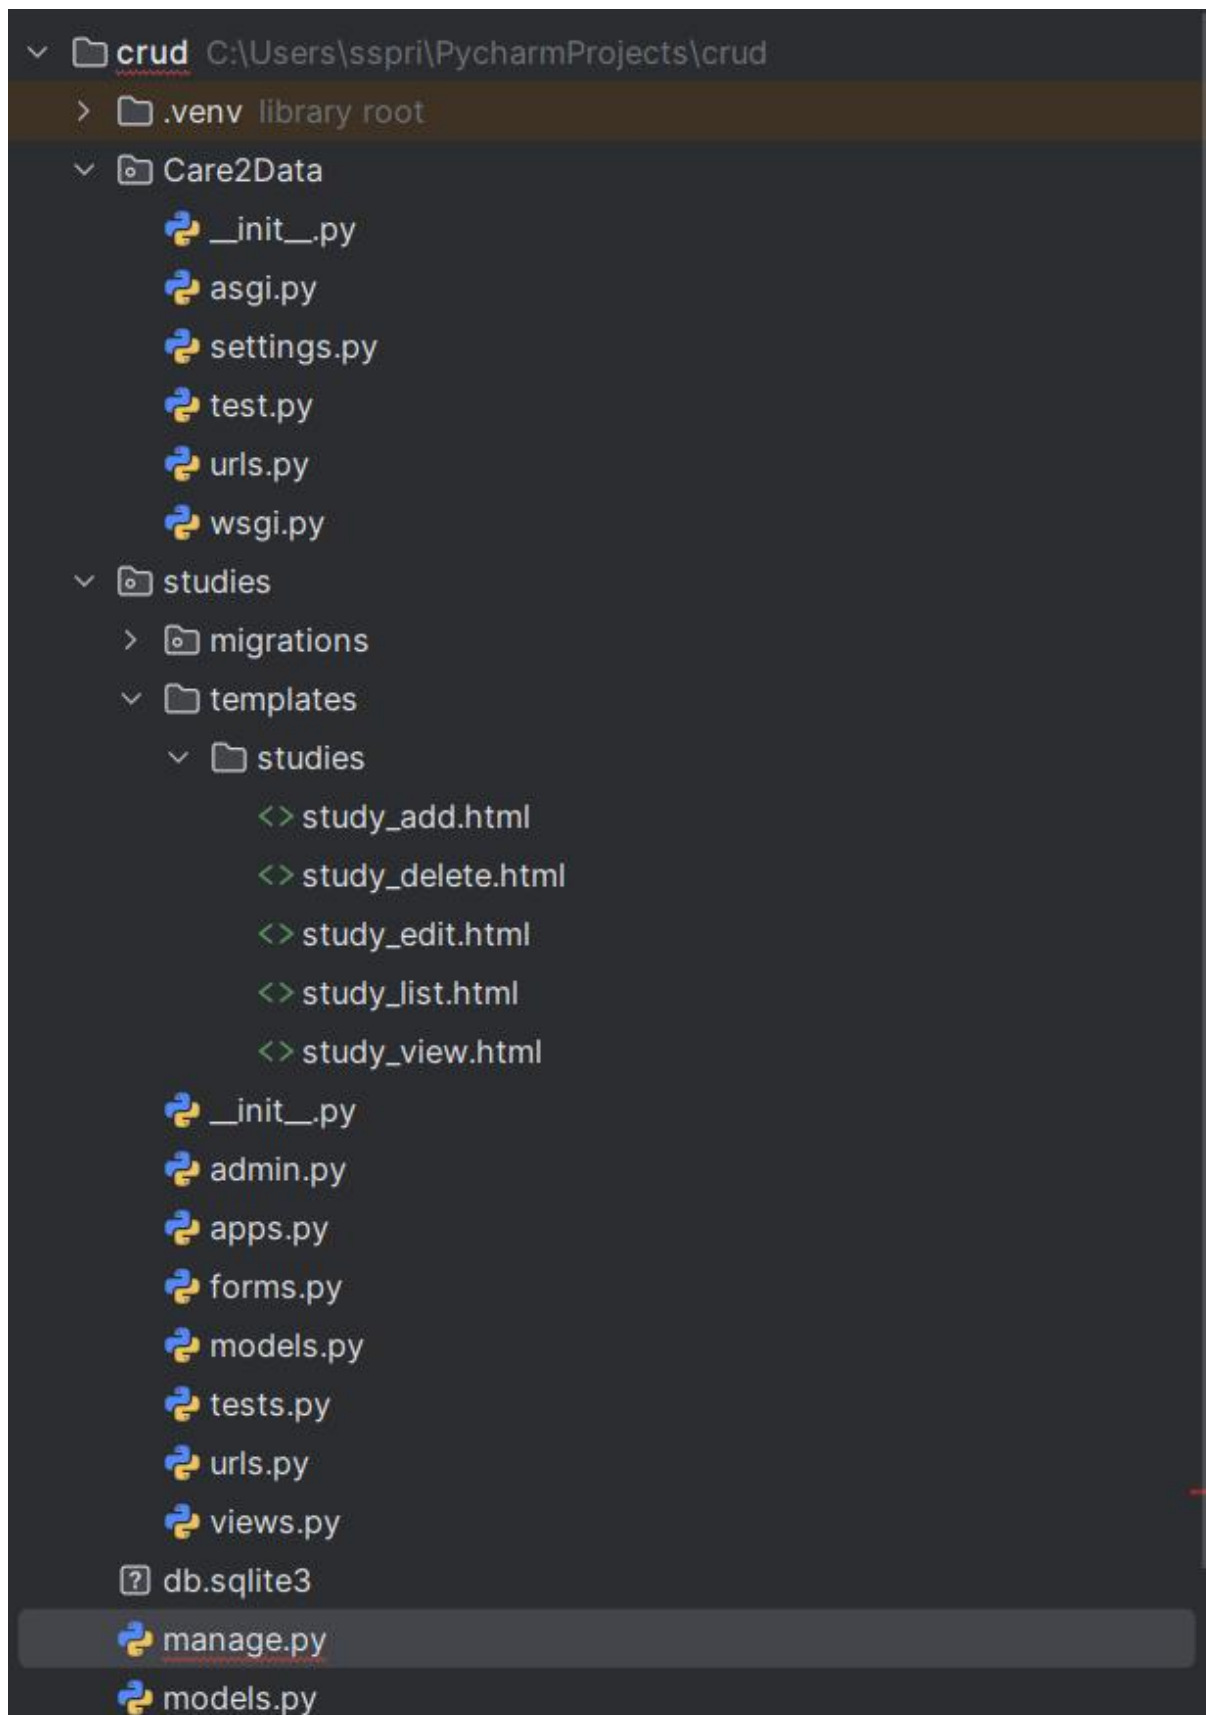 crud C:\Users\sspri\PycharmProjects\crud
.venv library root
Care2Data
__init__.py
asgi.py
settings.py
test.py
urls.py
wsgi.py
studies
migrations
templates
studies
<> study_add.html
<> study_delete.html
<> study_edit.html
<> study_list.html
<> study_view.html
__init__.py
admin.py
apps.py
forms.py
models.py
tests.py
urls.py
views.py
? db.sqlite3
manage.py
models.py